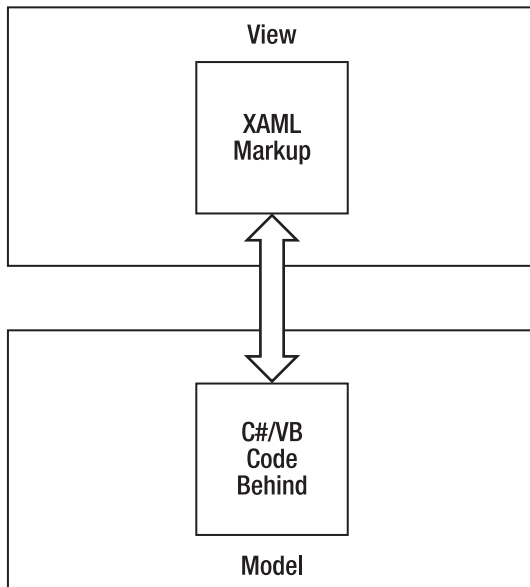 View
XAML
Markup
C#/VB
Code
Behind
Model